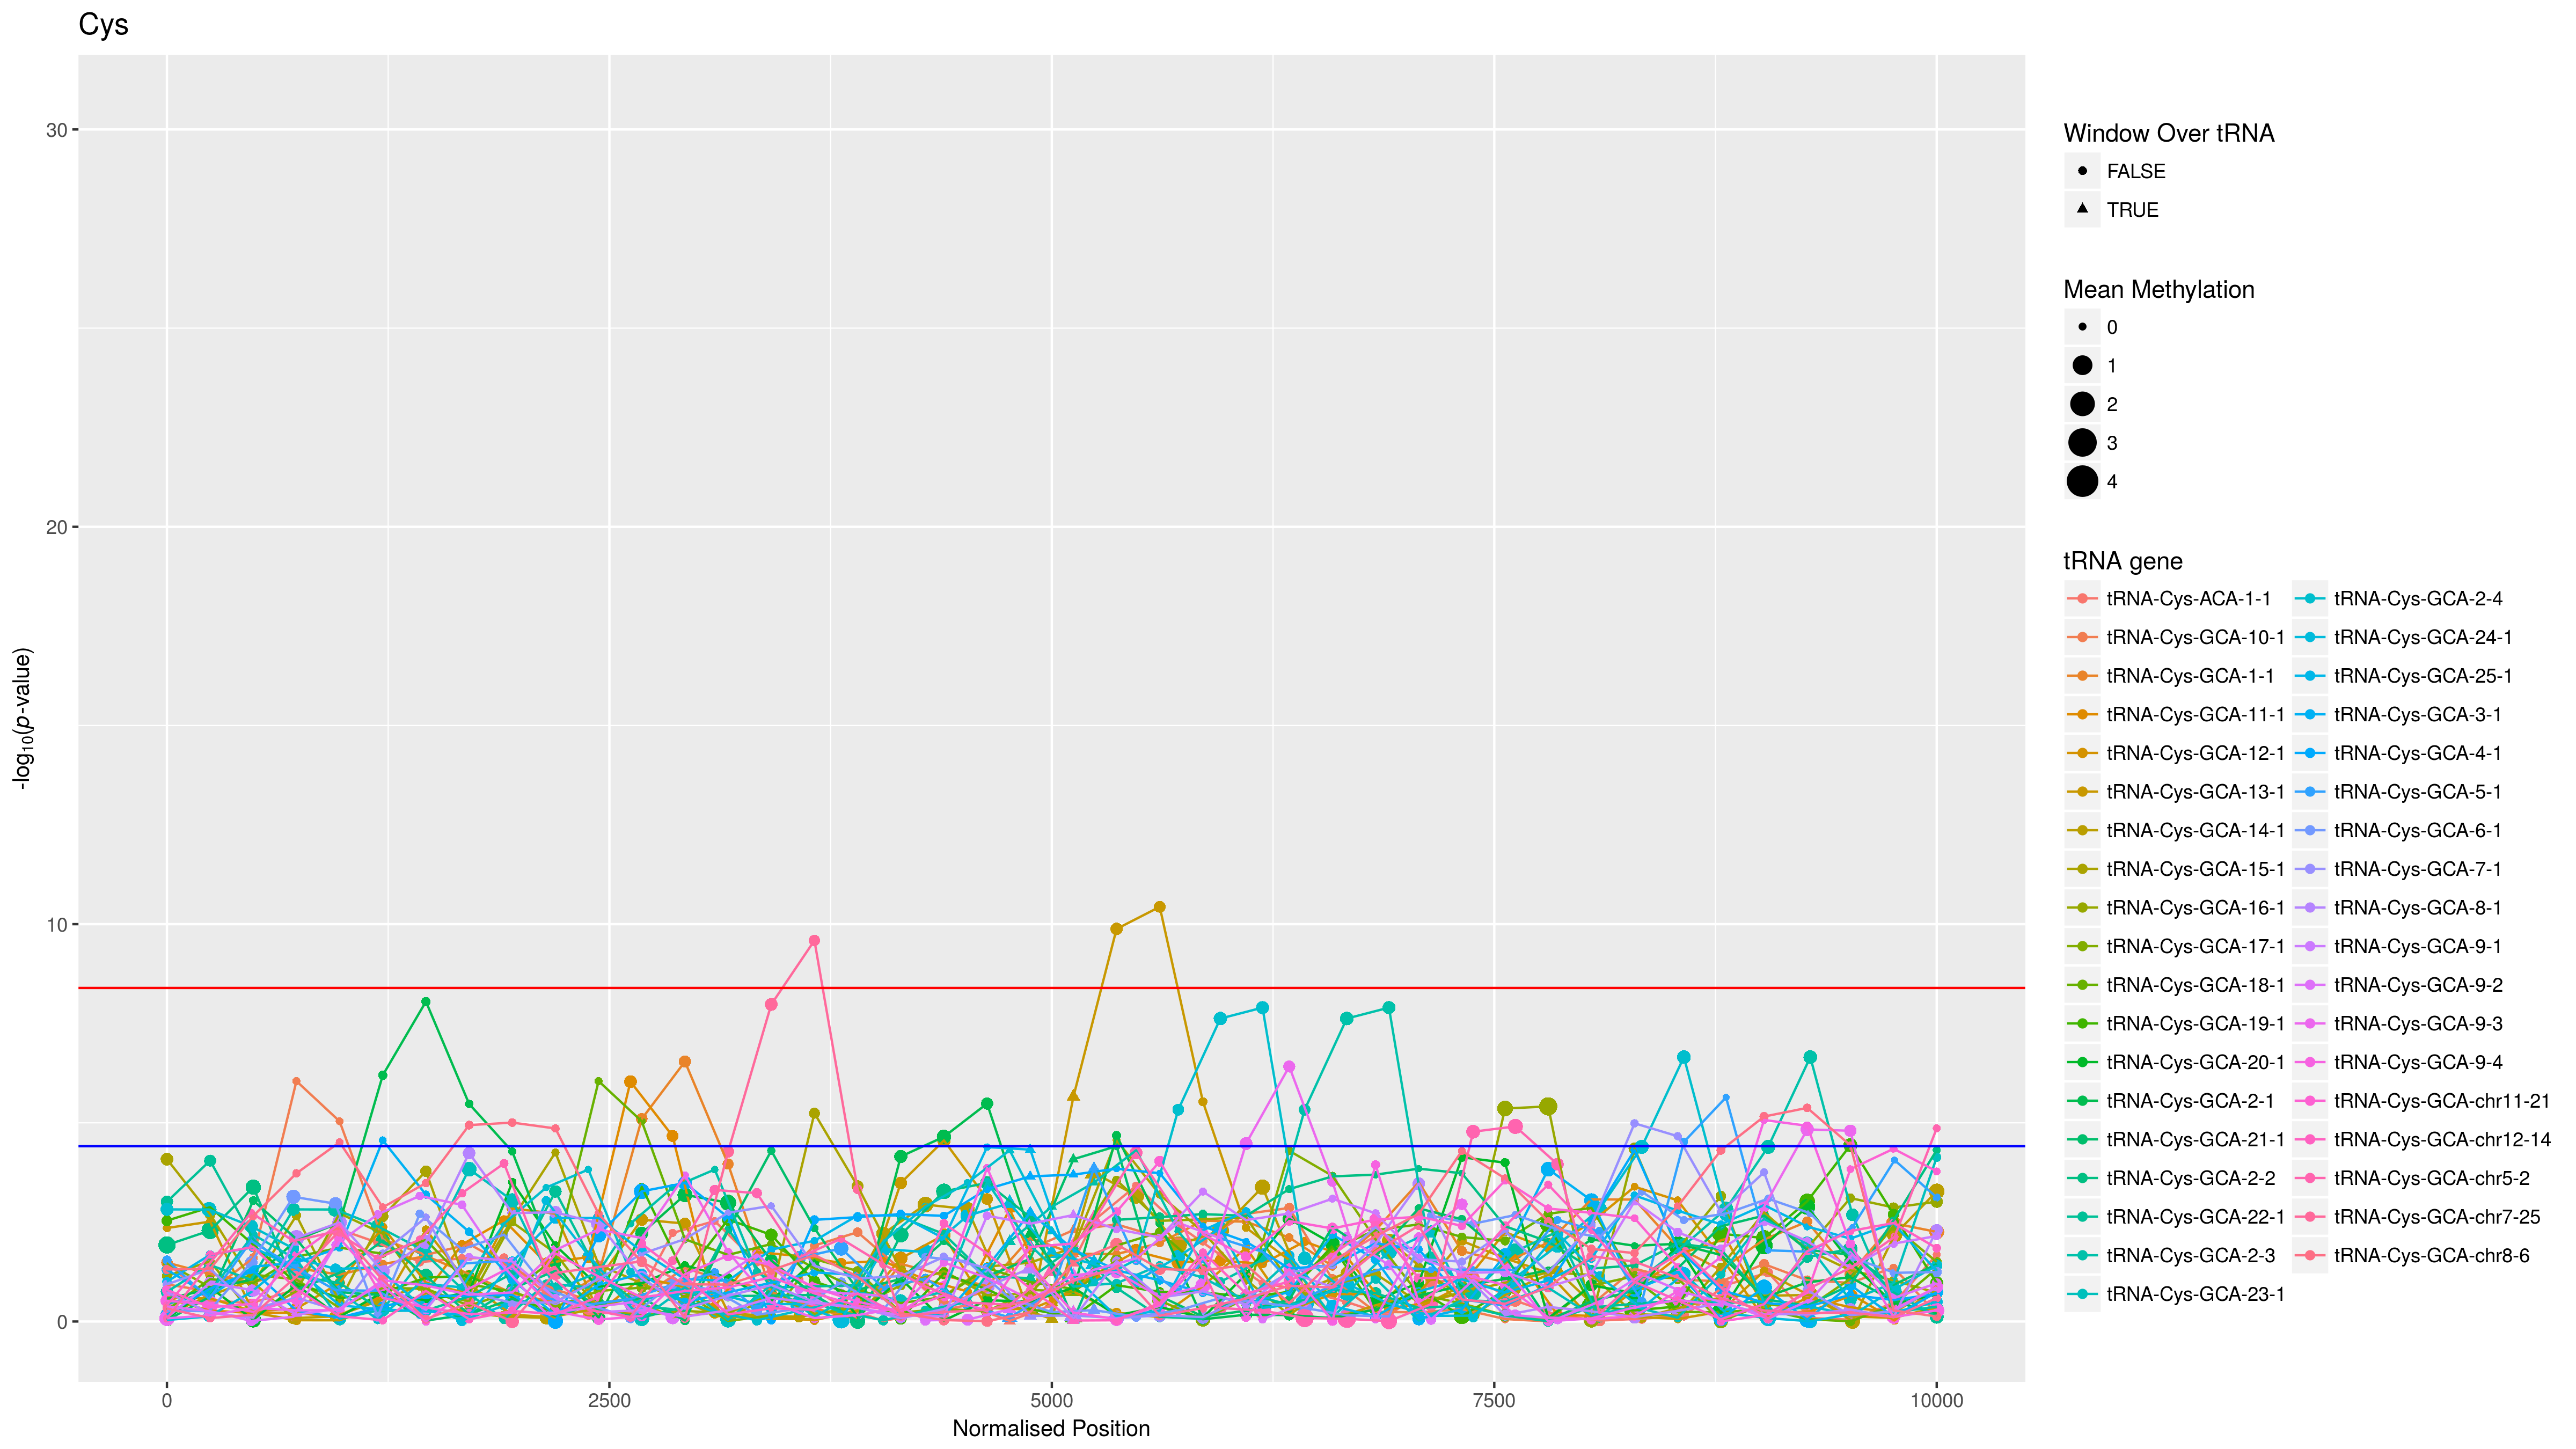 Cys
30
20
10
0
-log10(p-value)
0
2500
5000
7500
10000
Normalised Position
Window Over tRNA
FALSE
TRUE
Mean Methylation
0
1
2
3
4
tRNA gene
tRNA-Cys-ACA-1-1
tRNA-Cys-GCA-10-1
tRNA-Cys-GCA-1-1
tRNA-Cys-GCA-11-1
tRNA-Cys-GCA-12-1
tRNA-Cys-GCA-13-1
tRNA-Cys-GCA-14-1
tRNA-Cys-GCA-15-1
tRNA-Cys-GCA-16-1
tRNA-Cys-GCA-17-1
tRNA-Cys-GCA-18-1
tRNA-Cys-GCA-19-1
tRNA-Cys-GCA-20-1
tRNA-Cys-GCA-2-1
tRNA-Cys-GCA-21-1
tRNA-Cys-GCA-2-2
tRNA-Cys-GCA-22-1
tRNA-Cys-GCA-2-3
tRNA-Cys-GCA-23-1
tRNA-Cys-GCA-2-4
tRNA-Cys-GCA-24-1
tRNA-Cys-GCA-25-1
tRNA-Cys-GCA-3-1
tRNA-Cys-GCA-4-1
tRNA-Cys-GCA-5-1
tRNA-Cys-GCA-6-1
tRNA-Cys-GCA-7-1
tRNA-Cys-GCA-8-1
tRNA-Cys-GCA-9-1
tRNA-Cys-GCA-9-2
tRNA-Cys-GCA-9-3
tRNA-Cys-GCA-9-4
tRNA-Cys-GCA-chr11-21
tRNA-Cys-GCA-chr12-14
tRNA-Cys-GCA-chr5-2
tRNA-Cys-GCA-chr7-25
tRNA-Cys-GCA-chr8-6